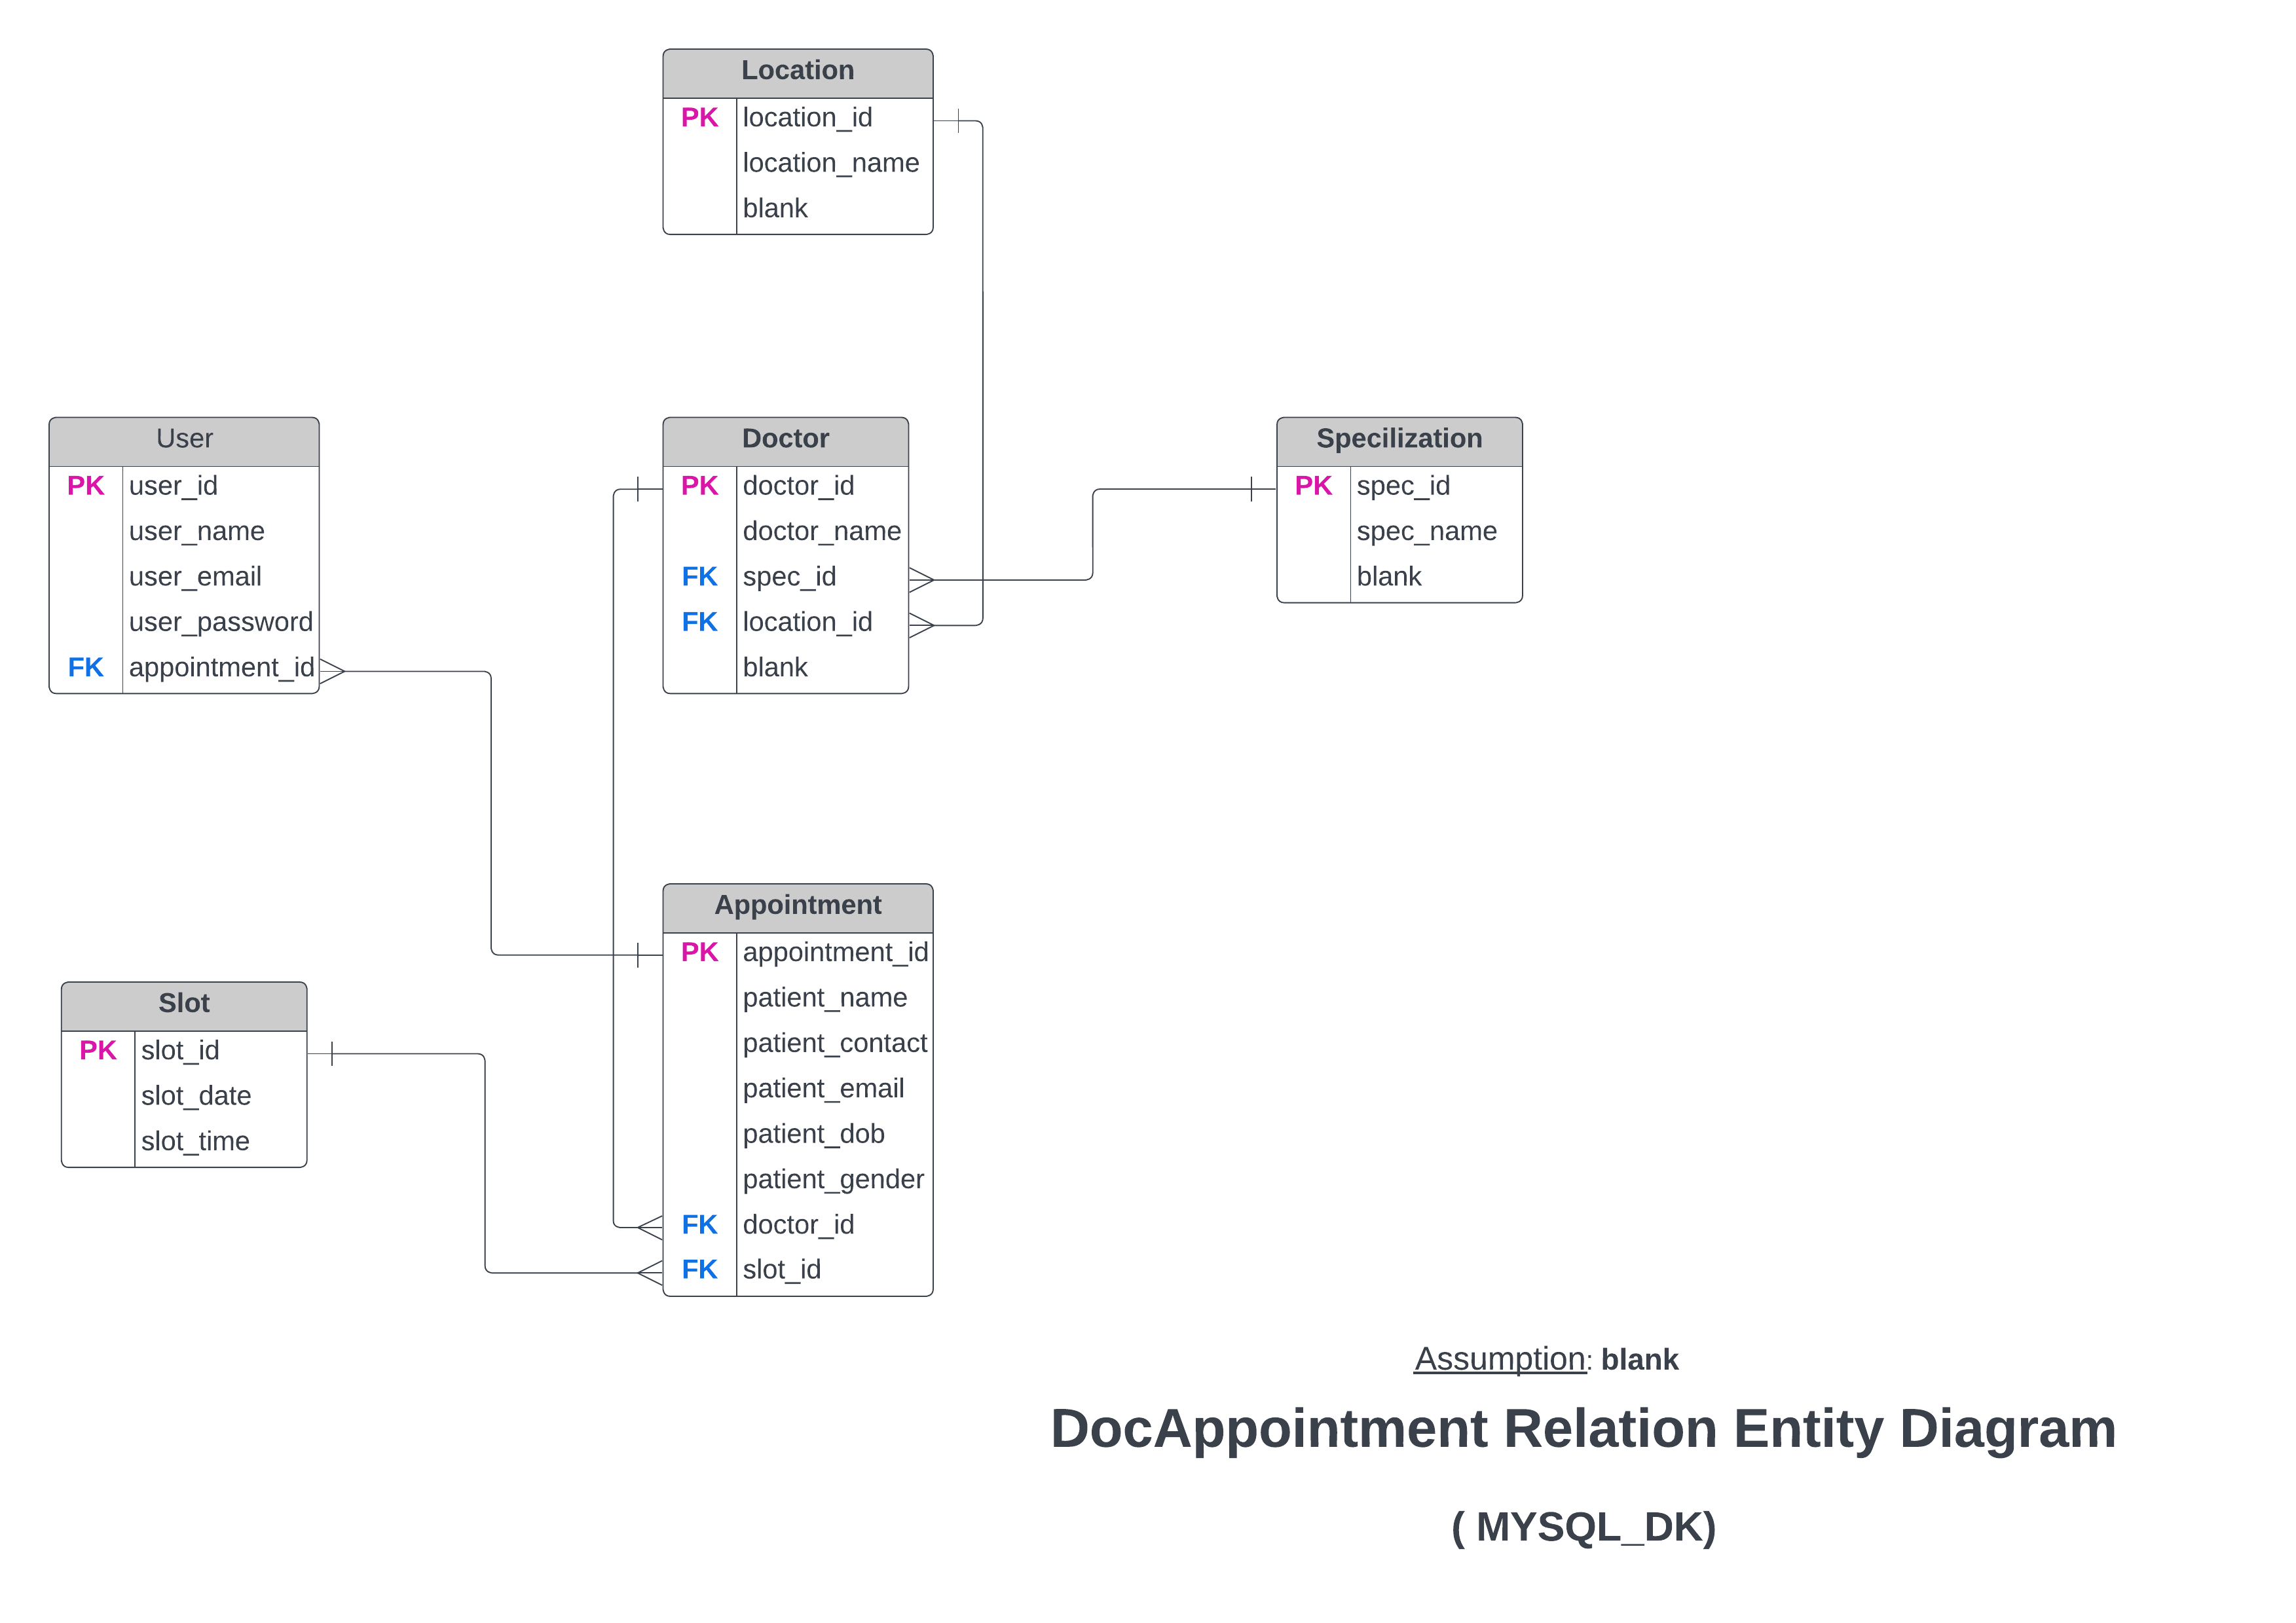 Location
PK location_id
location_name
blank
User
PK user_id
user_name
user_email
user_password
FK appointment_id
Doctor
PK doctor_id
doctor_name
FK spec_id
FK location_id
blank
Specilization
PK spec_id
spec_name
blank
Slot
PK slot_id
slot_date
slot_time
Appointment
PK appointment_id
patient_name
patient_contact
patient_email
patient_dob
patient_gender
FK doctor_id
FK slot_id
Assumption: blank
DocAppointment Relation Entity Diagram
( MYSQL_DK)